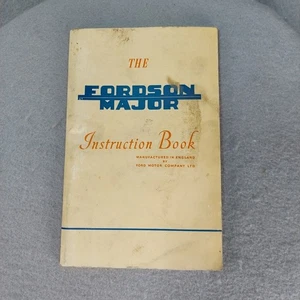 THE
FORDSON
MAJOR
Instruction Book
MANUFACTURED IN ENGLAND
BY
FORD MOTOR COMPANY LTD